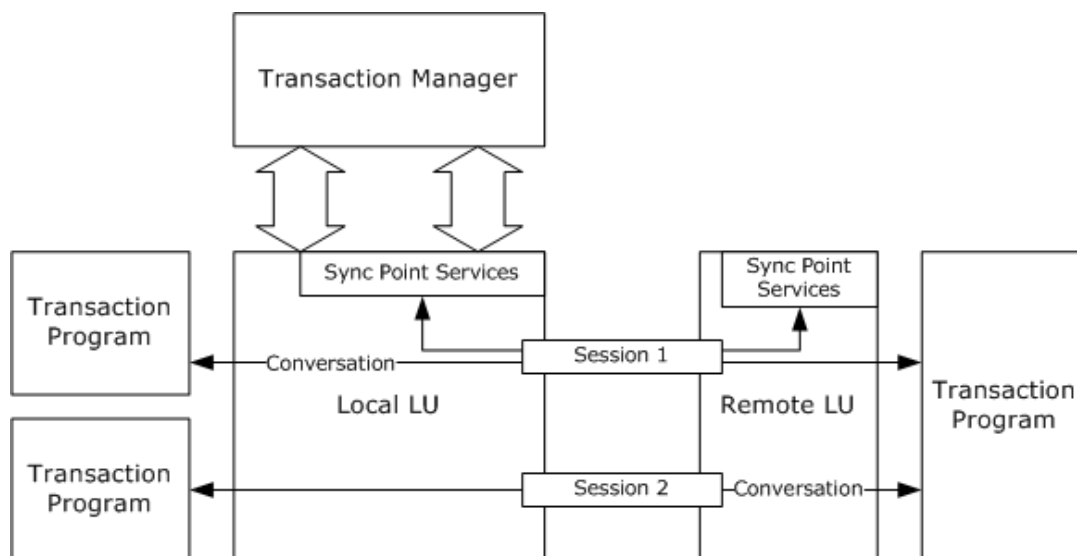 Transaction Manager
Sync Point Services
Sync Point
Services
Transaction
Program
Session 1
Conversation
Local LU
Remote LU
Transaction
Program
Transaction
Program
Session 2
Conversation